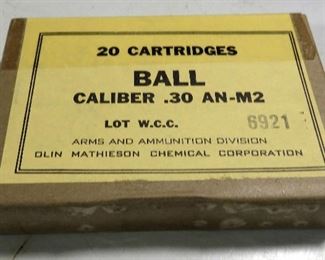 20 CARTRIDGES
BALL
CALIBER .30 AN-M2
LOT W.C.C. 6921
ARMS AND AMMUNITION DIVISION
OLIN MATHIESON CHEMICAL CORPORATION